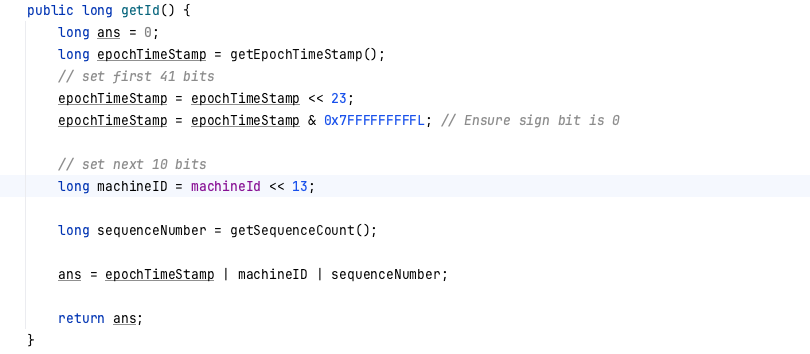 public long getId() {
    long ans = 0;
    long epochTimeStamp = getEpochTimeStamp();
    // set first 41 bits
    epochTimeStamp = epochTimeStamp << 23;
    epochTimeStamp = epochTimeStamp & 0x7FFFFFFFFFL; // Ensure sign bit is 0
    // set next 10 bits
    long machineID = machineId << 13;
    long sequenceNumber = getSequenceCount();
    ans = epochTimeStamp | machineID | sequenceNumber;
    return ans;
}